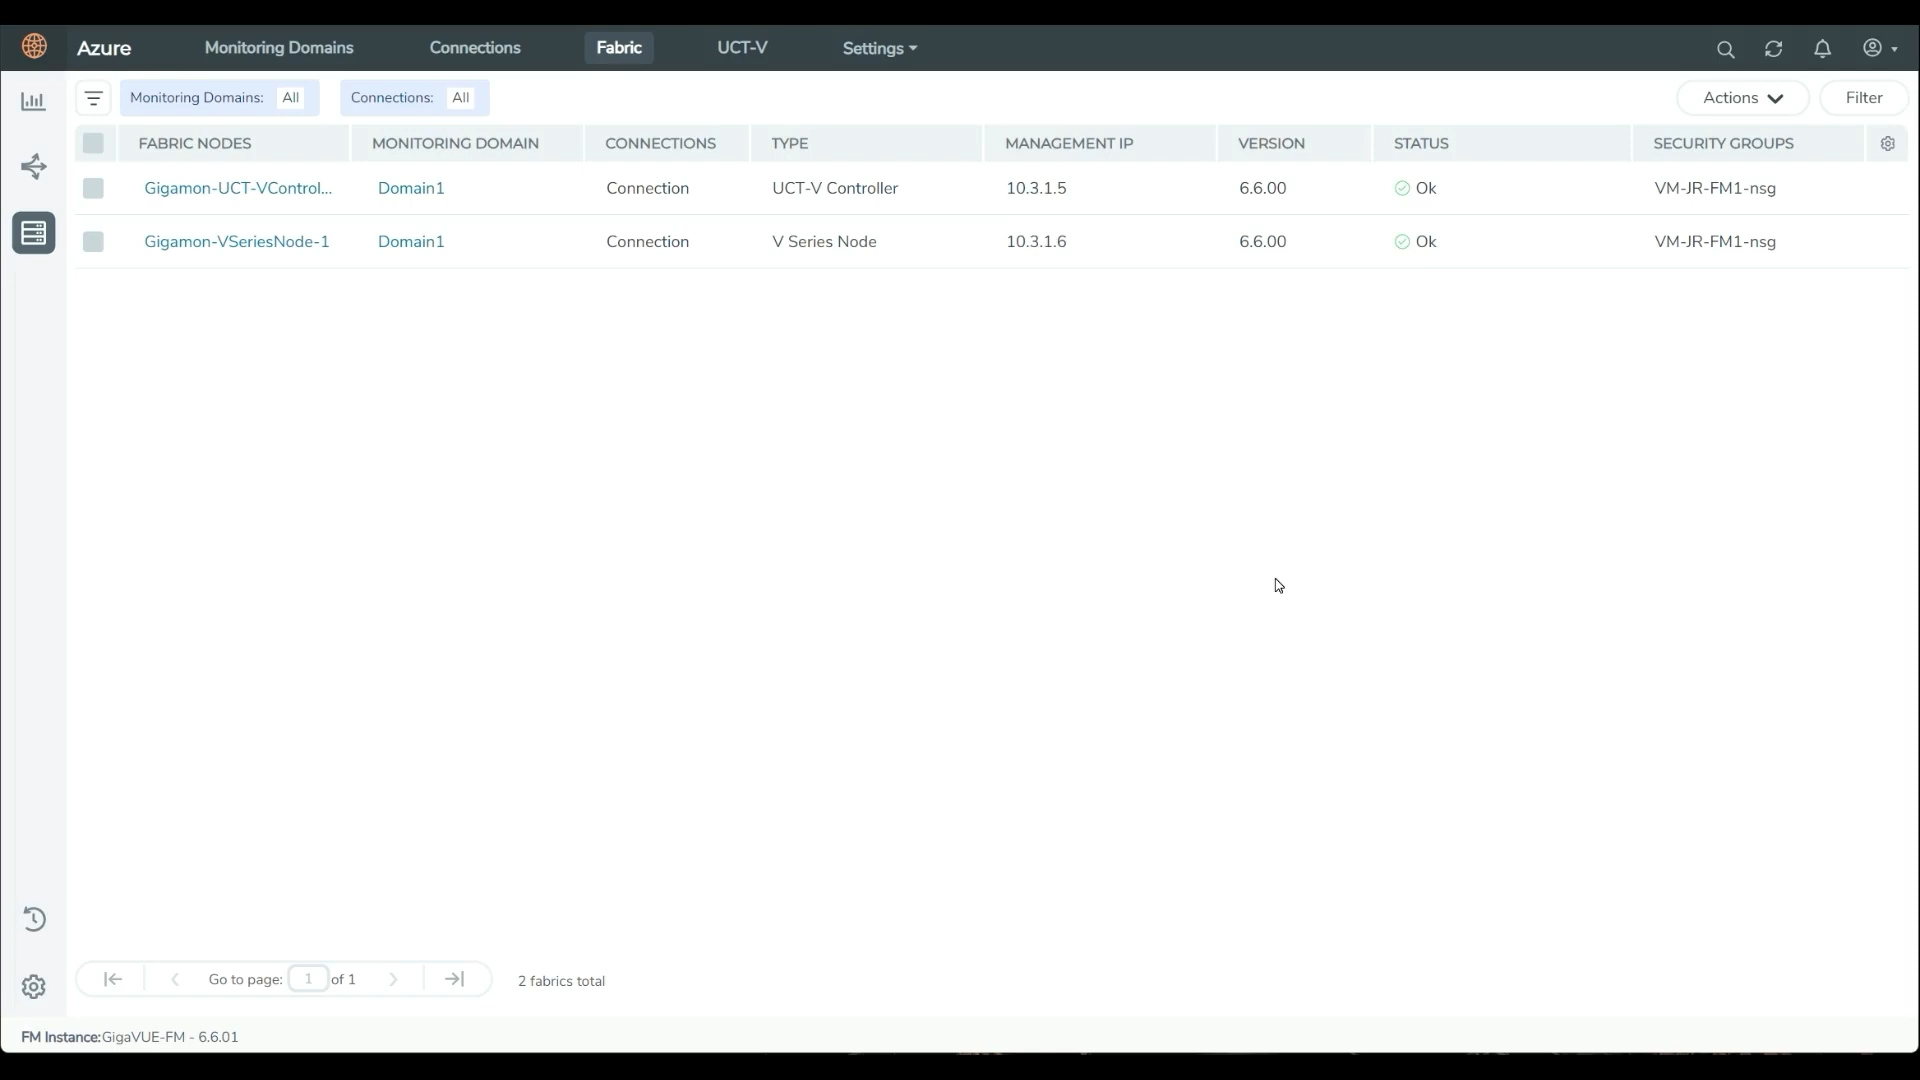 Azure Monitoring Domains Connections Fabric UCT-V Settings
Monitoring Domains: All Connections: All Actions Filter
FABRIC NODES MONITORING DOMAIN CONNECTIONS TYPE MANAGEMENT IP VERSION STATUS SECURITY GROUPS
Gigamon-UCT-VControl... Domain1 Connection UCT-V Controller 10.3.1.5 6.6.00 Ok VM-JR-FM1-nsg
Gigamon-VSeriesNode-1 Domain1 Connection V Series Node 10.3.1.6 6.6.00 Ok VM-JR-FM1-nsg
Go to page: 1 of 1 2 fabrics total
FM Instance:GigaVUE-FM - 6.6.01